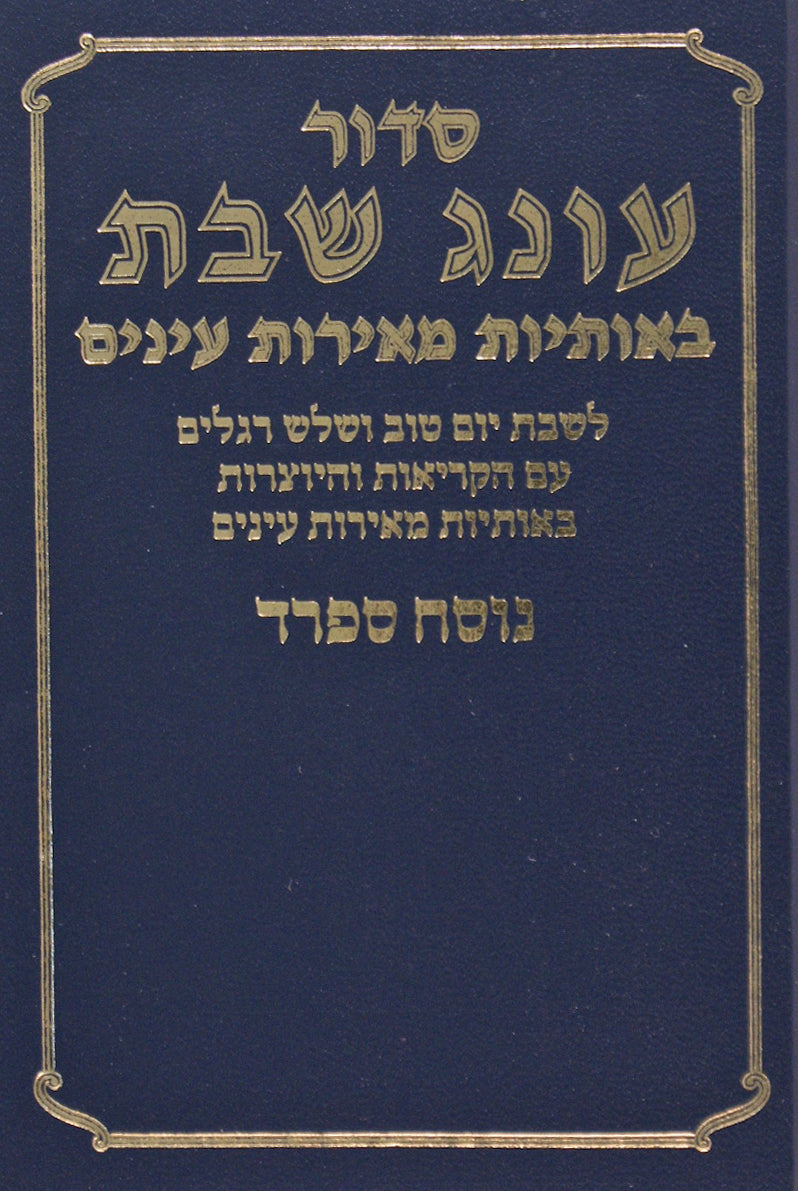 סדור
עונג שבת
באותיות מאירות עינים
לשבת יום טוב ושלש רגלים
עם הקריאות והיוצרות
באותיות מאירות עינים
נוסח ספרד